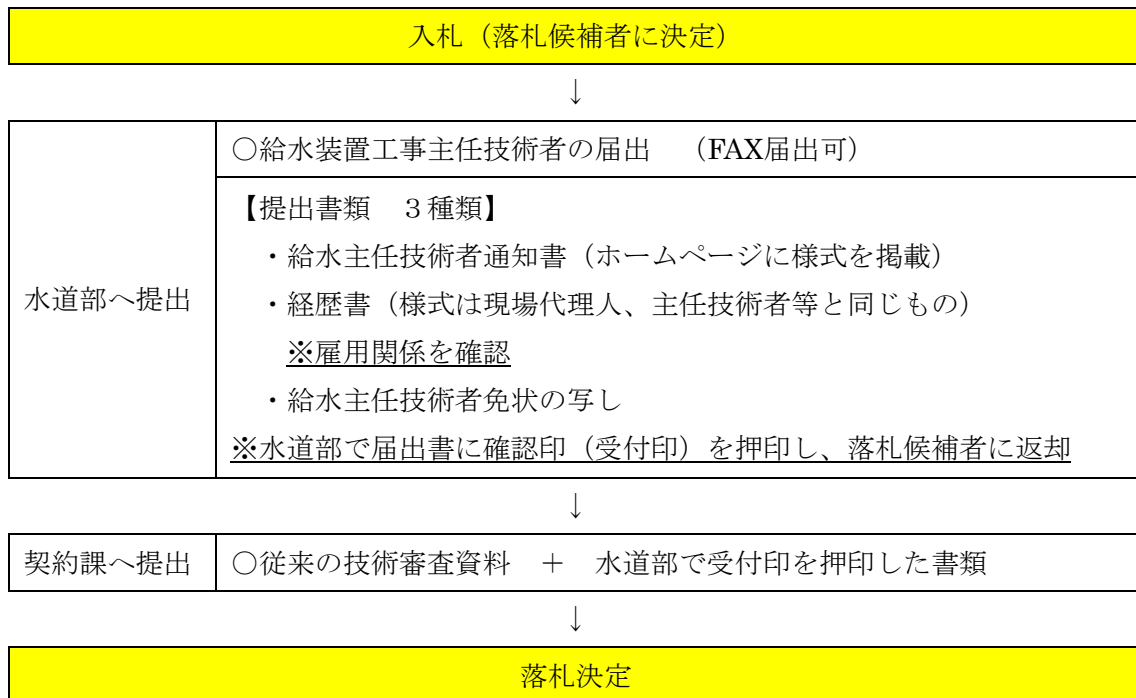 入札（落札候補者に決定）
↓
水道部へ提出
○給水装置工事主任技術者の届出　（FAX届出可）
【提出書類　３種類】
・給水主任技術者通知書（ホームページに様式を掲載）
・経歴書（様式は現場代理人、主任技術者等と同じもの）
※雇用関係を確認
・給水主任技術者免状の写し
※水道部で届出書に確認印（受付印）を押印し、落札候補者に返却
↓
契約課へ提出
○従来の技術審査資料　＋　水道部で受付印を押印した書類
↓
落札決定